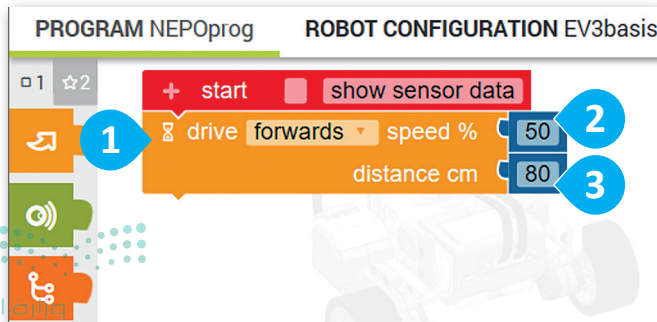 PROGRAM NEPOprog ROBOT CONFIGURATION EV3basis
1 2
+ start show sensor data
1 drive forwards speed % 50 2
distance cm 80 3